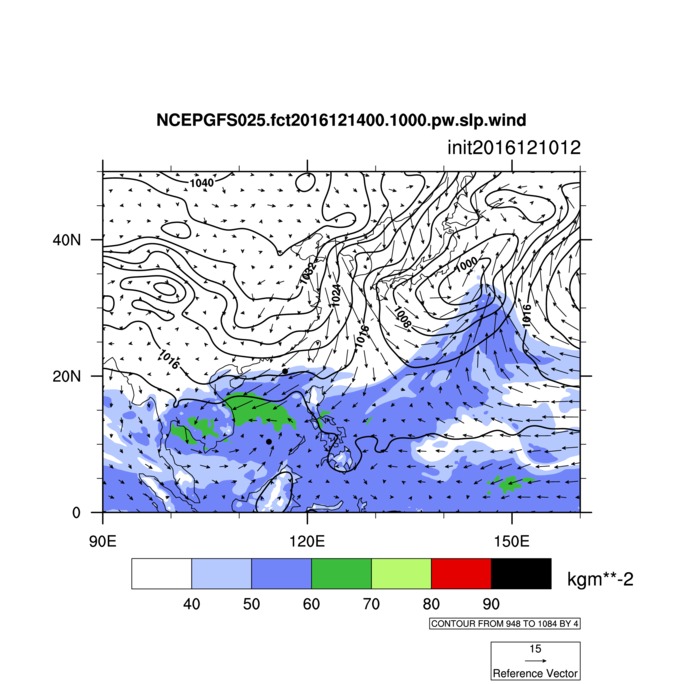 NCEPGFS025.fct2016121400.1000.pw.slp.wind
init2016121012
1040
40N
1000
1032
1024
1008
1016
1016
1016
20N
0
90E 120E 150E
40 50 60 70 80 90
kgm**-2
CONTOUR FROM 948 TO 1084 BY 4
15
Reference Vector